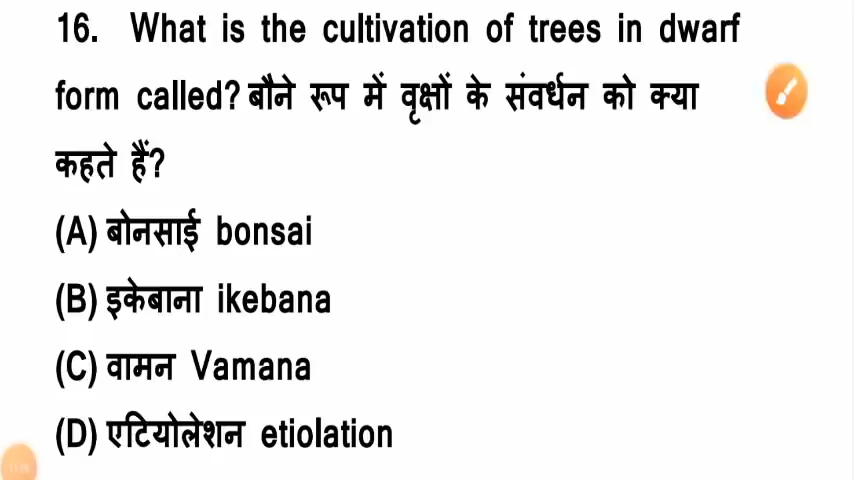 16. What is the cultivation of trees in dwarf
form called? बौने रूप में वृक्षों के संवर्धन को क्या
कहते हैं?
(A) बोनसाई bonsai
(B) इकेबाना ikebana
(C) वामन Vamana
(D) एटियोलेशन etiolation